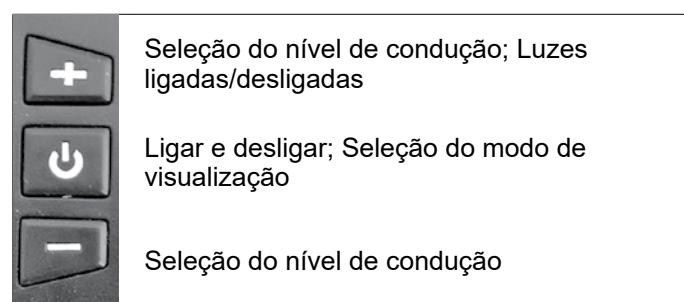 Seleção do nível de condução; Luzes
ligadas/desligadas
Ligar e desligar; Seleção do modo de
visualização
Seleção do nível de condução